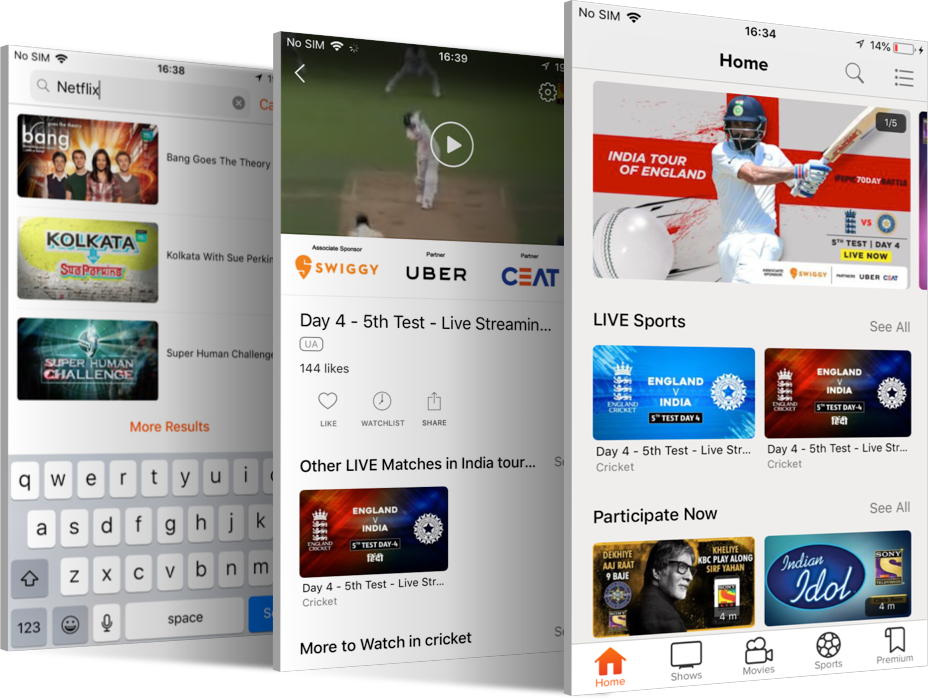 No SIM
16:38
Netflix
Ca
goes the theory
bang
Bang Goes The Theory
KOLKATA
Sue Perkins
Kolkata With Sue Perkin
SUPER HUMAN
CHALLENGE
Super Human Challenge
More Results
q w e r t y u i
a s d f g h j k
z x c v b n m
123
space
No SIM
16:39
19
Associate Sponsor
SWIGGY
Partner
UBER
Partner
CEAT
Day 4 - 5th Test - Live Streamin...
UA
144 likes
LIKE
WATCHLIST
SHARE
Other LIVE Matches in India tour...
ENGLAND
CRICKET
ENGLAND
V
INDIA
5TH TEST DAY-4
हिंदी
Day 4 - 5th Test - Live Str...
Cricket
More to Watch in cricket
No SIM
16:34
14%
Home
1/5
INDIA TOUR
OF ENGLAND
#EPIC70DAYBATTLE
VS
5TH TEST | DAY 4
LIVE NOW
ASSOCIATE
SPONSOR
SWIGGY
PARTNERS
UBER
CEAT
LIVE Sports
See All
ENGLAND
CRICKET
ENGLAND
V
INDIA
5TH TEST DAY 4
Day 4 - 5th Test - Live Str...
Cricket
ENGLAND
CRICKET
ENGLAND
V
INDIA
5TH TEST DAY-4
हिंदी
Day 4 - 5th Test - Live Str...
Cricket
Participate Now
See All
DEKHIYE
AAJ RAAT
9 BAJE
KHELIYE
KBC PLAY ALONG
SIRF YAHAN
4 m
Indian
Idol
SONY
4 m
Home
Shows
Movies
Sports
Premium